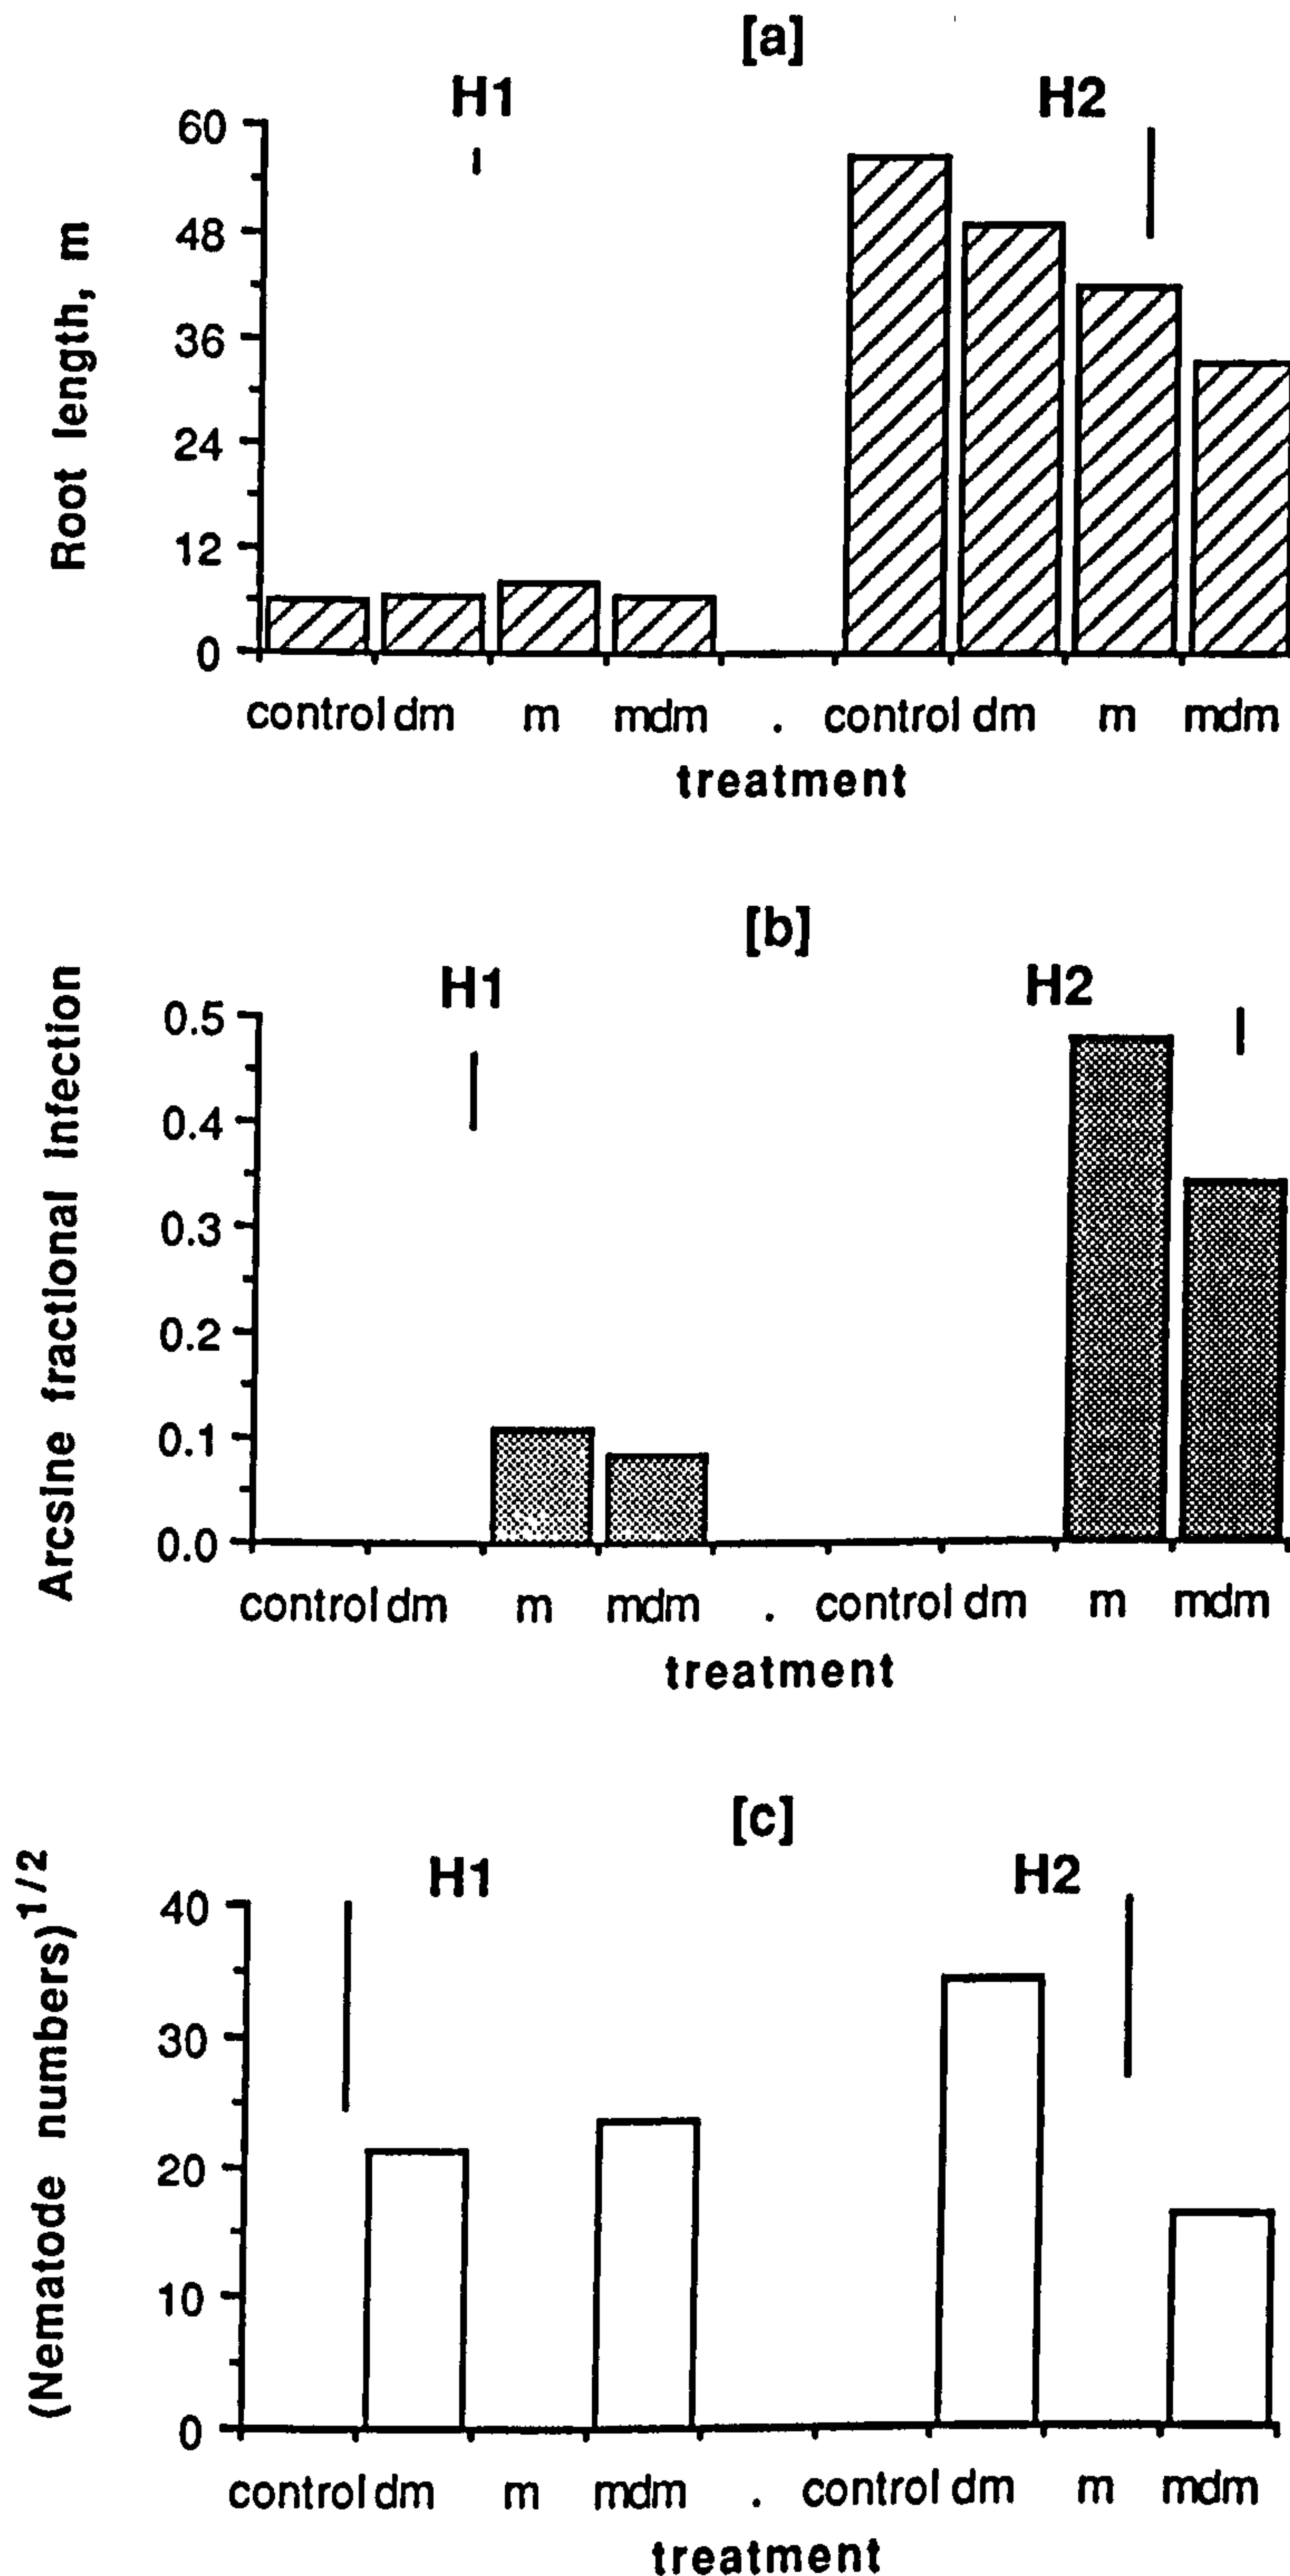 [a]
H1 H2
60
48
36
24
12
0
Root length, m
control dm m mdm . control dm m mdm
treatment
[b]
H1 H2
0.5
0.4
0.3
0.2
0.1
0.0
Arcsine fractional infection
control dm m mdm . control dm m mdm
treatment
[c]
H1 H2
40
30
20
10
0
(Nematode numbers)1/2
control dm m mdm . control dm m mdm
treatment